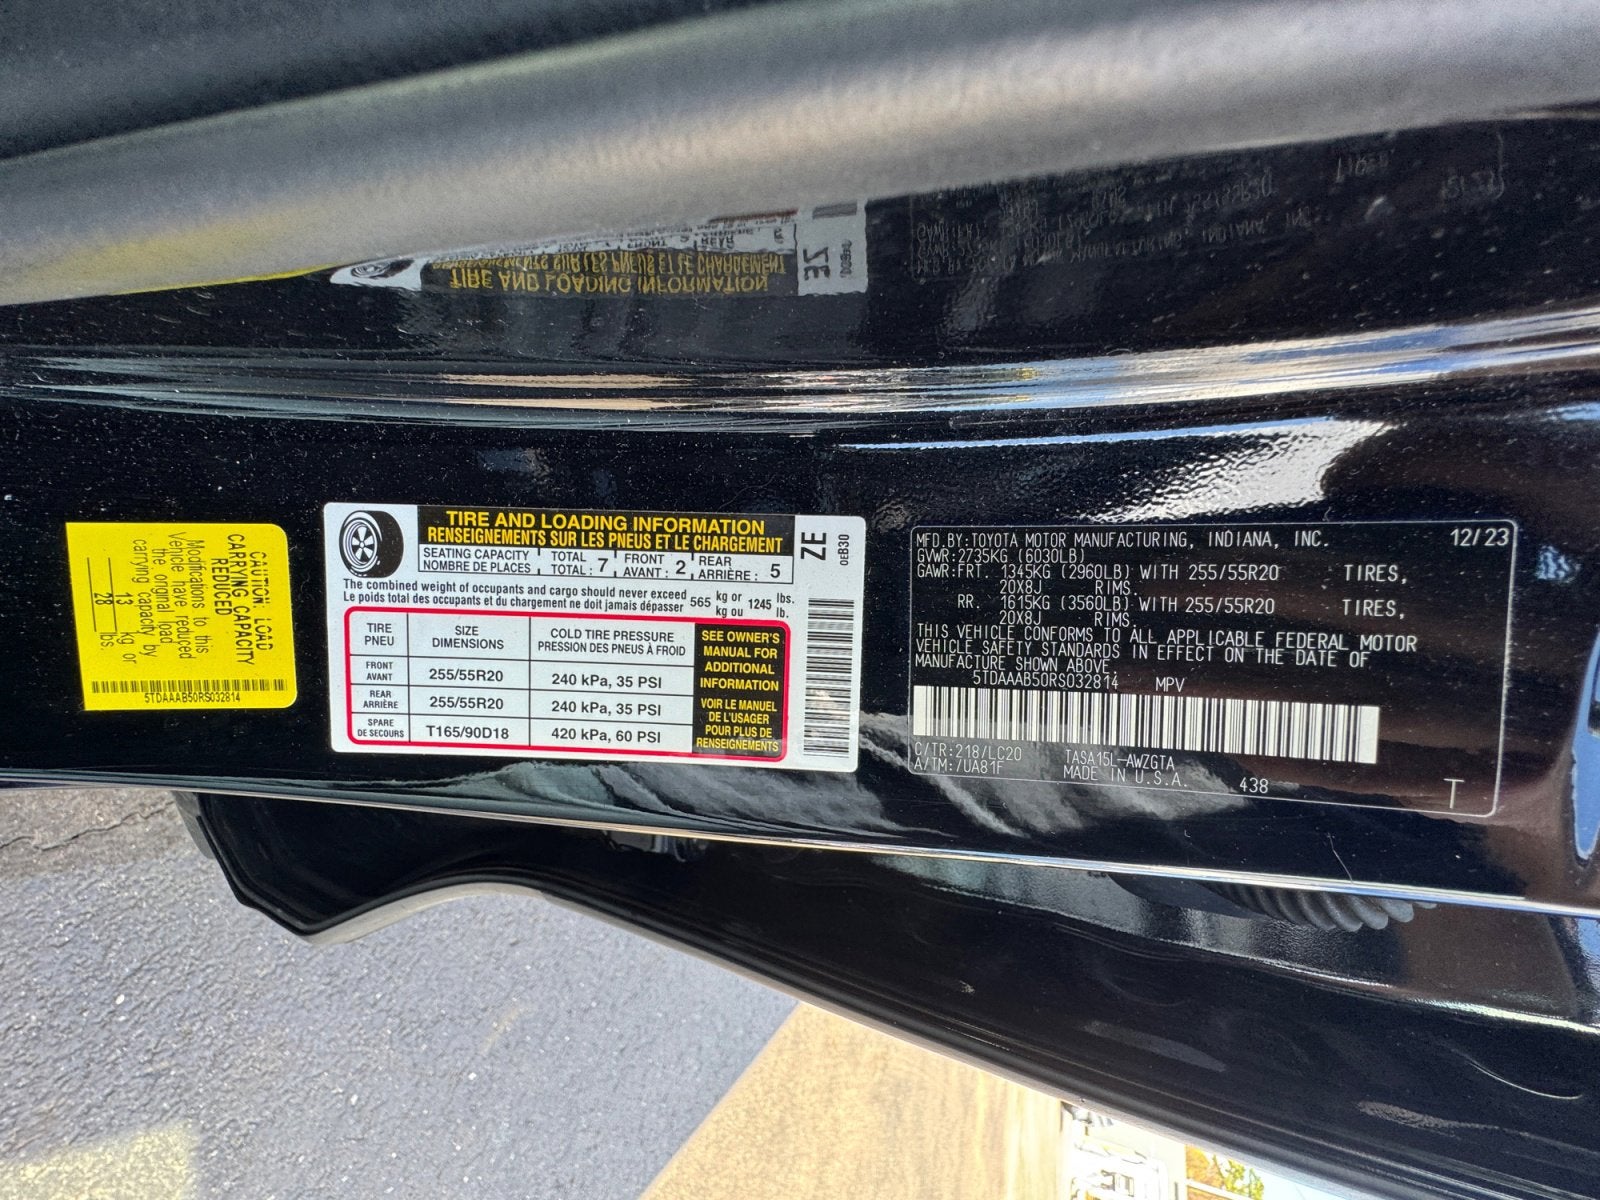 CAUTION LOAD
CARRYING CAPACITY
REDUCED
Modifications to this
Vehicle have reduced
the original load
carrying capacity by
13 kg or
28 lbs.
5TDAAAB50RS032814
TIRE AND LOADING INFORMATION
RENSEIGNEMENTS SUR LES PNEUS ET LE CHARGEMENT
SEATING CAPACITY
NOMBRE DE PLACES
TOTAL
TOTAL : 7
FRONT
AVANT : 2
REAR
ARRIÈRE : 5
The combined weight of occupants and cargo should never exceed
Le poids total des occupants et du chargement ne doit jamais dépasser
565 kg or
kg ou
1245 lbs.
lb.
TIRE
PNEU
SIZE
DIMENSIONS
COLD TIRE PRESSURE
PRESSION DES PNEUS À FROID
FRONT
AVANT
255/55R20
240 kPa, 35 PSI
REAR
ARRIÈRE
255/55R20
240 kPa, 35 PSI
SPARE
DE SECOURS
T165/90D18
420 kPa, 60 PSI
SEE OWNER'S
MANUAL FOR
ADDITIONAL
INFORMATION
VOIR LE MANUEL
DE L'USAGER
POUR PLUS DE
RENSEIGNEMENTS
ZE
0EB30
MFD.BY:TOYOTA MOTOR MANUFACTURING, INDIANA, INC. 12/23
GVWR:2735KG (6030LB)
GAWR:FRT. 1345KG (2960LB) WITH 255/55R20 TIRES,
20X8J RIMS.
RR. 1615KG (3560LB) WITH 255/55R20 TIRES,
20X8J RIMS.
THIS VEHICLE CONFORMS TO ALL APPLICABLE FEDERAL MOTOR
VEHICLE SAFETY STANDARDS IN EFFECT ON THE DATE OF
MANUFACTURE SHOWN ABOVE.
5TDAAAB50RS032814 MPV
C/TR:218/LC20 TASA15L-AWZGTA
A/TM:/UA81F MADE IN U.S.A. 438
T